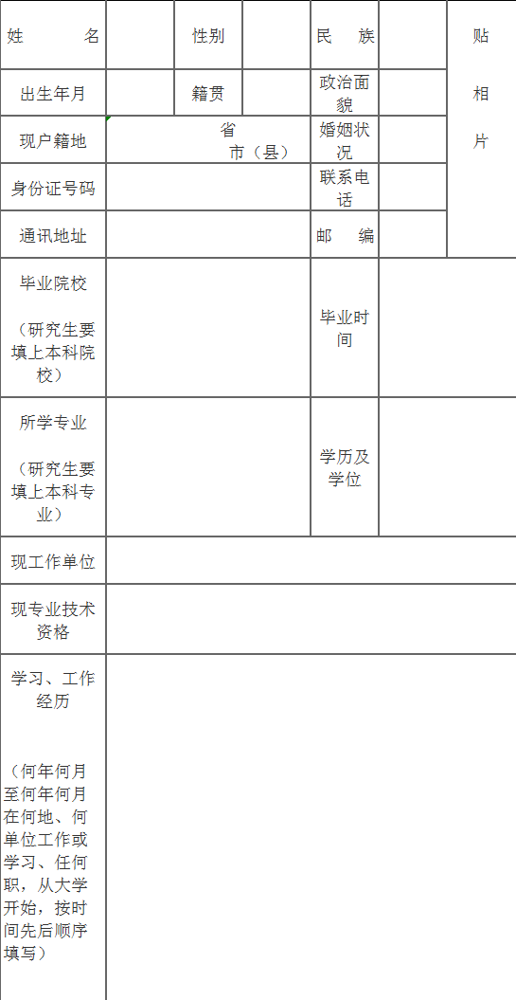 姓 名 性别 民 族 贴
出生年月 籍贯 政治面
貌 相
现户籍地 省
市（县） 婚姻状
况 片
身份证号码 联系电
话
通讯地址 邮 编
毕业院校
（研究生要
填上本科院
校） 毕业时
间
所学专业
（研究生要
填上本科专
业） 学历及
学位
现工作单位
现专业技术
资格
学习、工作
经历
（何年何月
至何年何月
在何地、何
单位工作或
学习、任何
职，从大学
开始，按时
间先后顺序
填写）